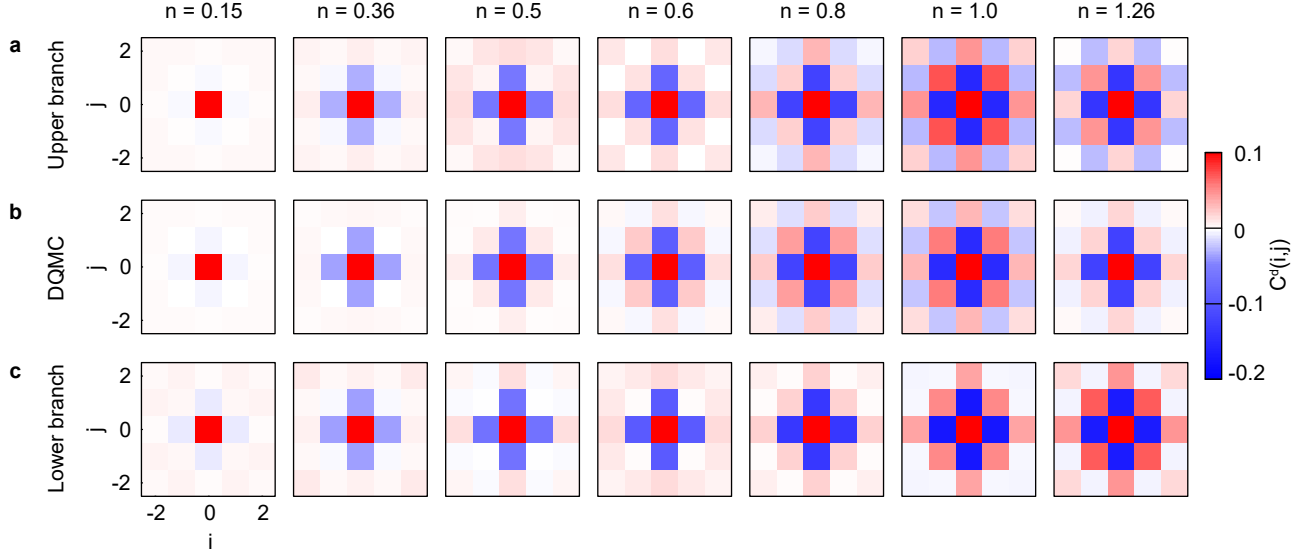 n = 0.15 n = 0.36 n = 0.5 n = 0.6 n = 0.8 n = 1.0 n = 1.26
a
Upper branch
j
2
0
-2
b
DQMC
j
2
0
-2
c
Lower branch
j
2
0
-2
-2 0 2
i
0.1
0
-0.1
-0.2
C^d(i,j)